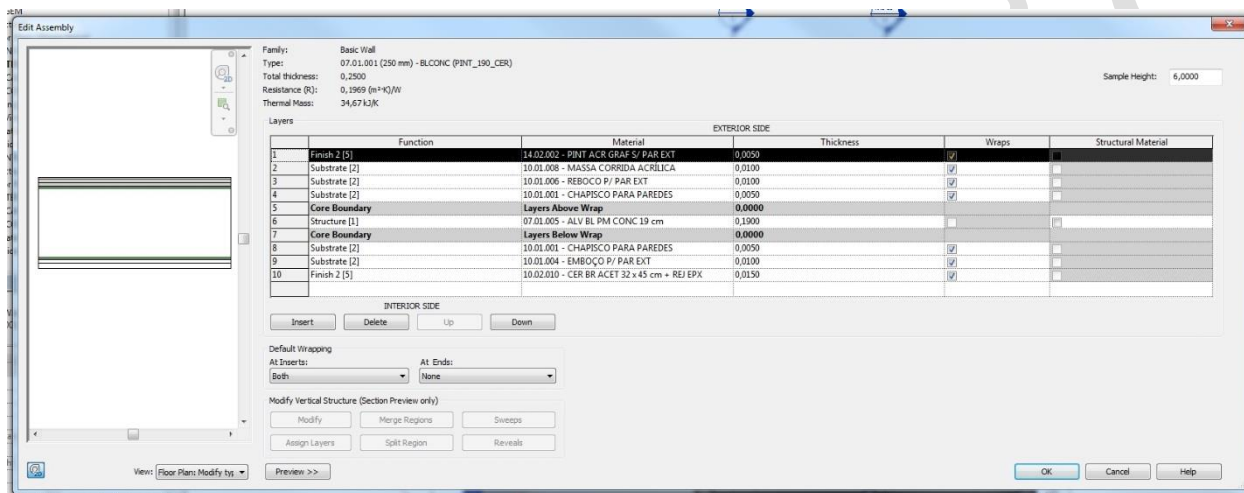 Edit Assembly
Family: Basic Wall
Type: 07.01.001 (250 mm) - BLCONC (PINT_190_CER)
Total thickness: 0,2500
Resistance (R): 0,1969 (m²·K)/W
Thermal Mass: 34,67 kJ/K
Sample Height: 6,0000
Layers
EXTERIOR SIDE
Function Material Thickness Wraps Structural Material
1 Finish 2 [5] 14.02.002 - PINT ACR GRAF S/ PAR EXT 0,0050
2 Substrate [2] 10.01.008 - MASSA CORRIDA ACRÍLICA 0,0100
3 Substrate [2] 10.01.006 - REBOCO P/ PAR EXT 0,0100
4 Substrate [2] 10.01.001 - CHAPISCO PARA PAREDES 0,0050
5 Core Boundary Layers Above Wrap 0,0000
6 Structure [1] 07.01.005 - ALV BL PM CONC 19 cm 0,1900
7 Core Boundary Layers Below Wrap 0,0000
8 Substrate [2] 10.01.001 - CHAPISCO PARA PAREDES 0,0050
9 Substrate [2] 10.01.004 - EMBOÇO P/ PAR EXT 0,0100
10 Finish 2 [5] 10.02.010 - CER BR ACET 32 x 45 cm + REJ EPX 0,0150
INTERIOR SIDE
Insert Delete Up Down
Default Wrapping
At Inserts: At Ends:
Both None
Modify Vertical Structure (Section Preview only)
Modify Merge Regions Sweeps
Assign Layers Split Region Reveals
View: Floor Plan: Modify typ Preview >> OK Cancel Help